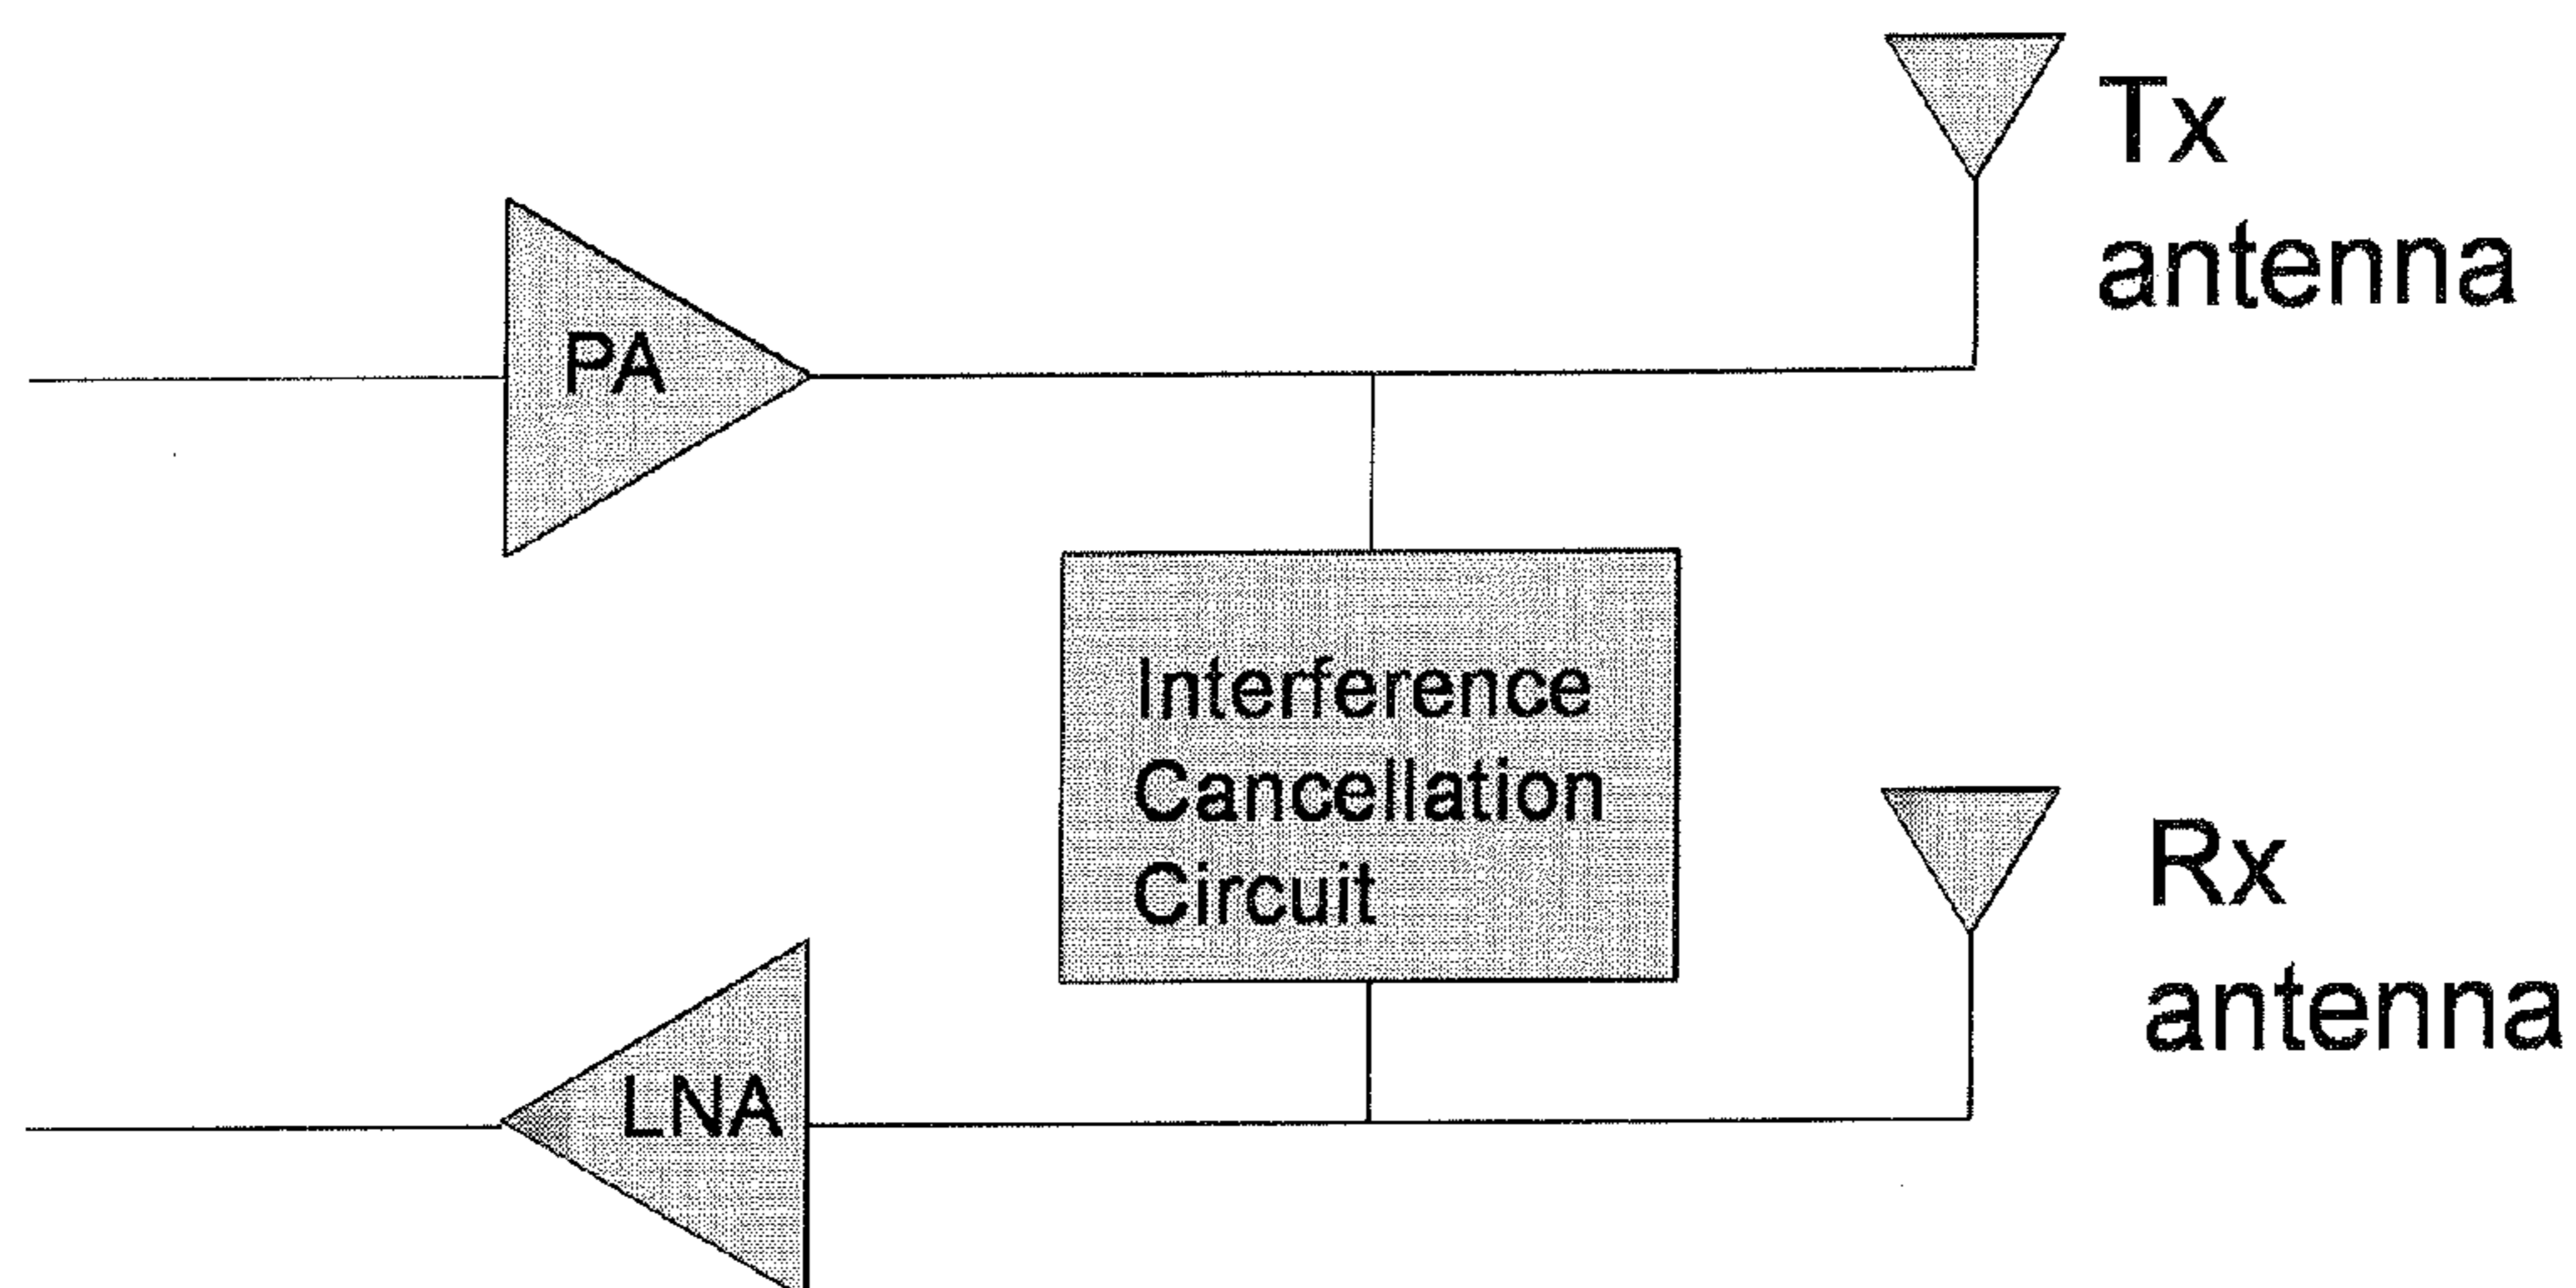 Tx
antenna
PA
Interference
Cancellation
Circuit
Rx
antenna
LNA